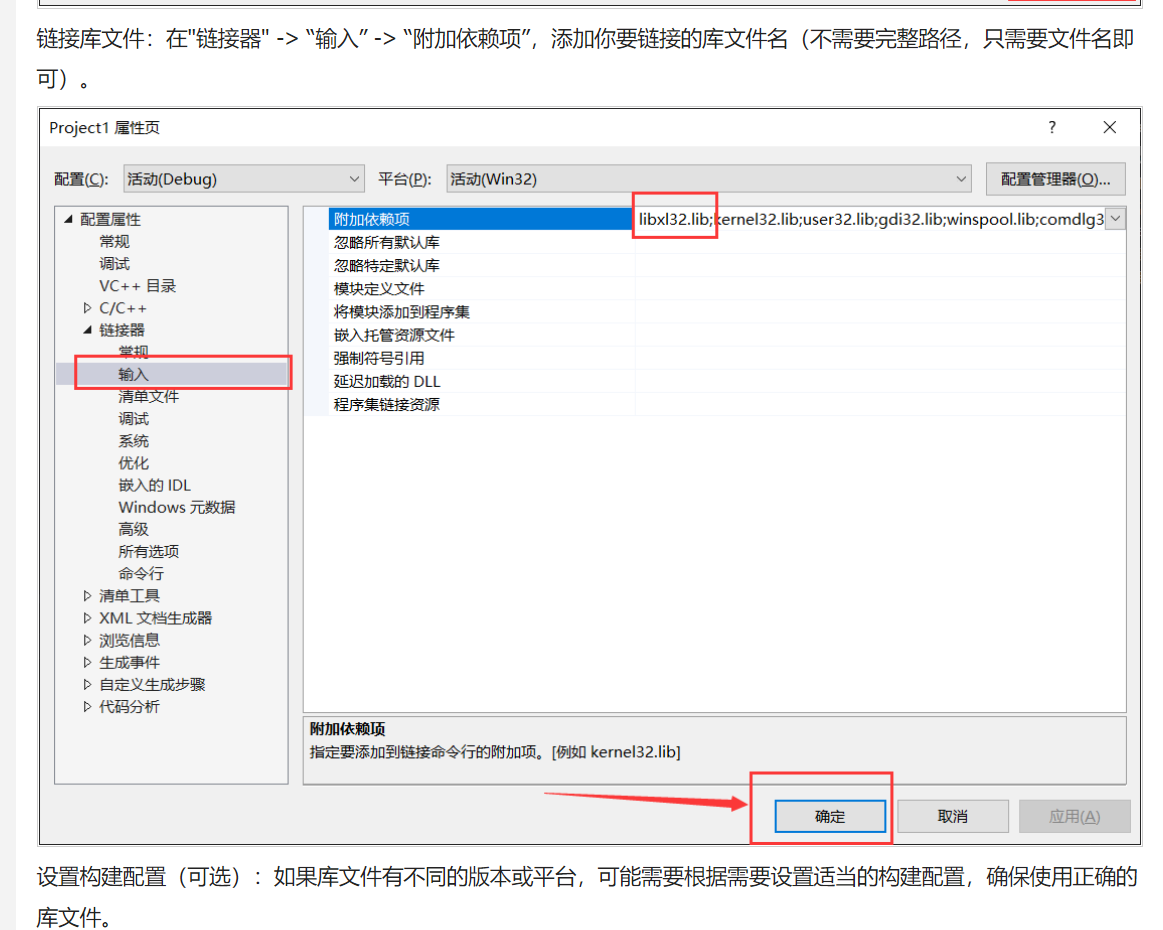 链接库文件：在"链接器" -> “输入” -> “附加依赖项”，添加你要链接的库文件名（不需要完整路径，只需要文件名即
可）。
Project1 属性页
?
配置(C):
活动(Debug)
平台(P):
活动(Win32)
配置管理器(O)...
配置属性
常规
调试
VC++ 目录
C/C++
链接器
常规
输入
清单文件
调试
系统
优化
嵌入的 IDL
Windows 元数据
高级
所有选项
命令行
清单工具
XML 文档生成器
浏览信息
生成事件
自定义生成步骤
代码分析
附加依赖项
libxl32.lib;kernel32.lib;user32.lib;gdi32.lib;winspool.lib;comdlg3
忽略所有默认库
忽略特定默认库
模块定义文件
将模块添加到程序集
嵌入托管资源文件
强制符号引用
延迟加载的 DLL
程序集链接资源
附加依赖项
指定要添加到链接命令行的附加项。[例如 kernel32.lib]
确定
取消
应用(A)
设置构建配置（可选）：如果库文件有不同的版本或平台，可能需要根据需要设置适当的构建配置，确保使用正确的
库文件。